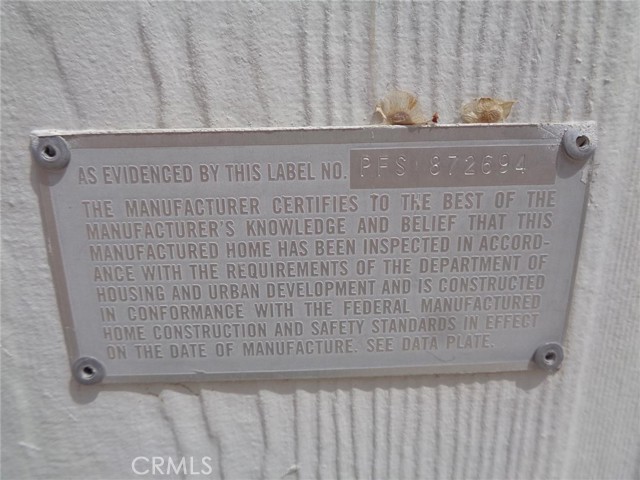 AS EVIDENCED BY THIS LABEL NO. PFS 872694
THE MANUFACTURER CERTIFIES TO THE BEST OF THE
MANUFACTURER'S KNOWLEDGE AND BELIEF THAT THIS
MANUFACTURED HOME HAS BEEN INSPECTED IN ACCORD-
ANCE WITH THE REQUIREMENTS OF THE DEPARTMENT OF
HOUSING AND URBAN DEVELOPMENT AND IS CONSTRUCTED
IN CONFORMANCE WITH THE FEDERAL MANUFACTURED
HOME CONSTRUCTION AND SAFETY STANDARDS IN EFFECT
ON THE DATE OF MANUFACTURE. SEE DATA PLATE.
CRMLS